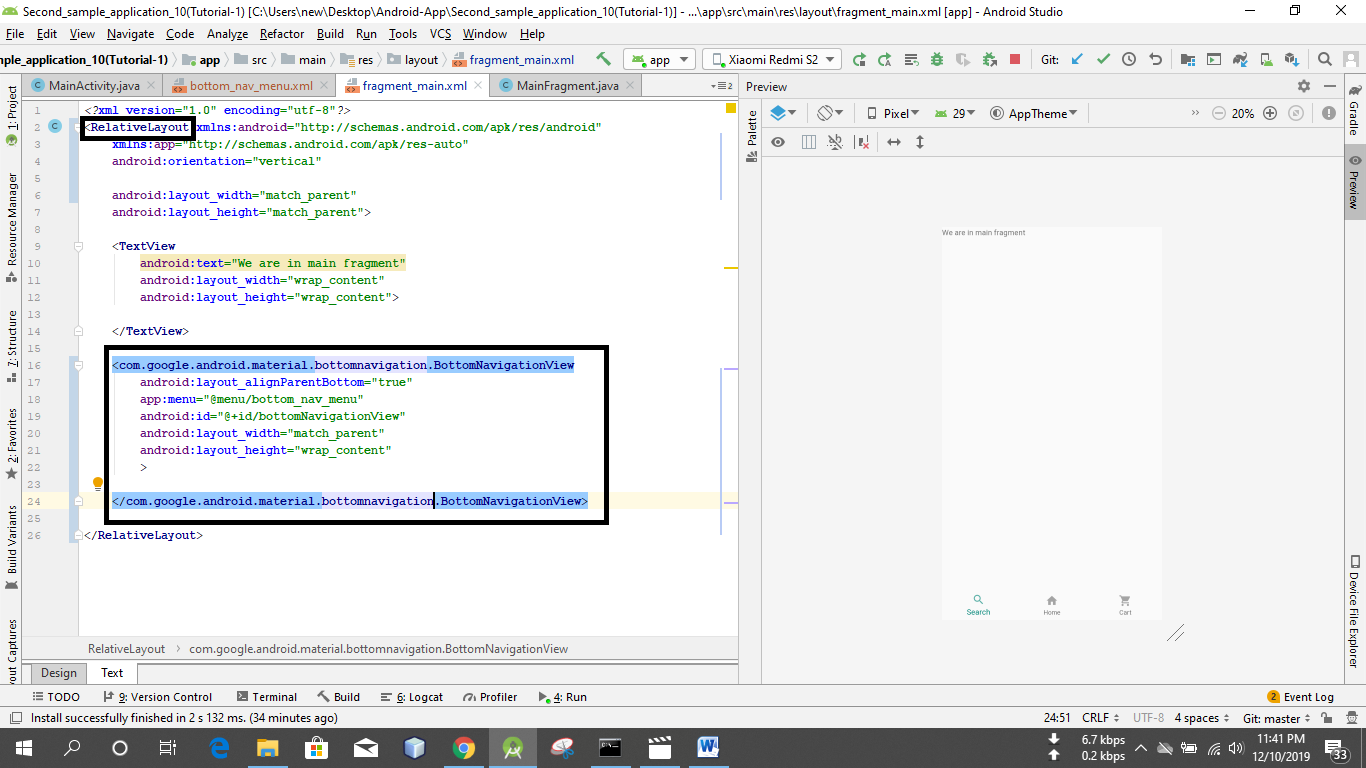 Second_sample_application_10(Tutorial-1) [C:\Users\new\Desktop\Android-App\Second_sample_application_10(Tutorial-1)] - ...\app\src\main\res\layout\fragment_main.xml [app] - Android Studio
File Edit View Navigate Code Analyze Refactor Build Run Tools VCS Window Help
mple_application_10(Tutorial-1) app src main res layout fragment_main.xml app Xiaomi Redmi S2 Git:
MainActivity.java bottom_nav_menu.xml fragment_main.xml MainFragment.java 2
1: Project
Resource Manager
7: Structure
2: Favorites
Build Variants
yout Captures
1 <?xml version="1.0" encoding="utf-8"?>
2 <RelativeLayout xmlns:android="http://schemas.android.com/apk/res/android"
3 xmlns:app="http://schemas.android.com/apk/res-auto"
4 android:orientation="vertical"
5
6 android:layout_width="match_parent"
7 android:layout_height="match_parent">
8
9 <TextView
10 android:text="We are in main fragment"
11 android:layout_width="wrap_content"
12 android:layout_height="wrap_content">
13
14 </TextView>
15
16 <com.google.android.material.bottomnavigation.BottomNavigationView
17 android:layout_alignParentBottom="true"
18 app:menu="@menu/bottom_nav_menu"
19 android:id="@+id/bottomNavigationView"
20 android:layout_width="match_parent"
21 android:layout_height="wrap_content"
22 >
23
24 </com.google.android.material.bottomnavigation.BottomNavigationView>
25
26 </RelativeLayout>
RelativeLayout › com.google.android.material.bottomnavigation.BottomNavigationView
Design Text
Preview
Palette
Pixel 29 AppTheme 20%
We are in main fragment
Search Home Cart
Gradle
Preview
Device File Explorer
TODO 9: Version Control Terminal Build 6: Logcat Profiler 4: Run 2 Event Log
Install successfully finished in 2 s 132 ms. (34 minutes ago) 24:51 CRLF UTF-8 4 spaces Git: master
6.7 kbps
0.2 kbps
11:41 PM
12/10/2019
33